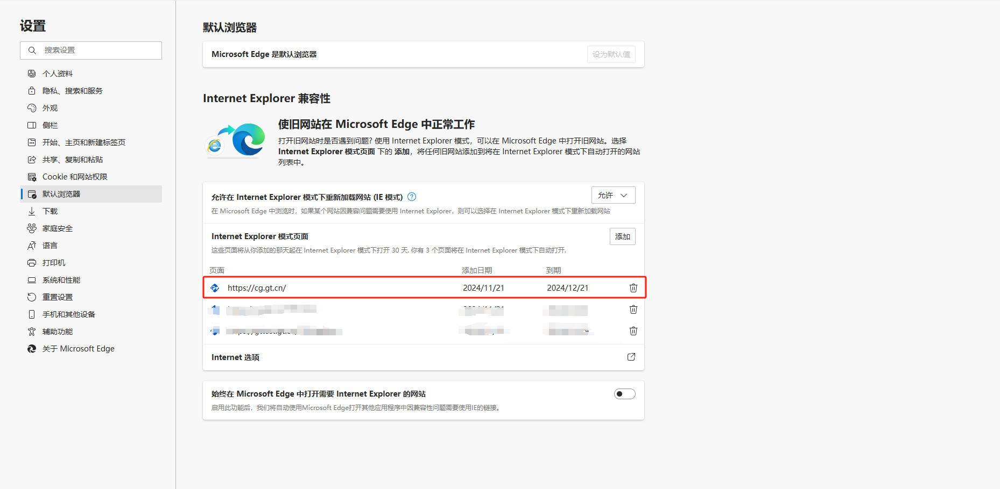 设置
搜索设置
个人资料
隐私、搜索和服务
外观
侧栏
开始、主页和新建标签页
共享、复制和粘贴
Cookie 和网站权限
默认浏览器
下载
家庭安全
语言
打印机
系统和性能
重置设置
手机和其他设备
辅助功能
关于 Microsoft Edge
默认浏览器
Microsoft Edge 是默认浏览器
设为默认值
Internet Explorer 兼容性
使旧网站在 Microsoft Edge 中正常工作
打开旧网站时是否遇到问题? 使用 Internet Explorer 模式，可以在 Microsoft Edge 中打开旧网站。选择
Internet Explorer 模式页面 下的 添加，将任何旧网站添加到将在 Internet Explorer 模式下自动打开的网站
列表中。
允许在 Internet Explorer 模式下重新加载网站 (IE 模式)
允许
在 Microsoft Edge 中浏览时，如果某个网站因兼容问题需要使用 Internet Explorer，则可以选择在 Internet Explorer 模式下重新加载网站
Internet Explorer 模式页面
添加
这些页面将从你添加的那天起在 Internet Explorer 模式下打开 30 天. 你有 3 个页面将在 Internet Explorer 模式下自动打开.
页面 添加日期 到期
https://cg.gt.cn/ 2024/11/21 2024/12/21
Internet 选项
始终在 Microsoft Edge 中打开需要 Internet Explorer 的网站
启用此功能后，我们将自动使用Microsoft Edge打开其他应用程序中因兼容性问题需要使用IE的链接。